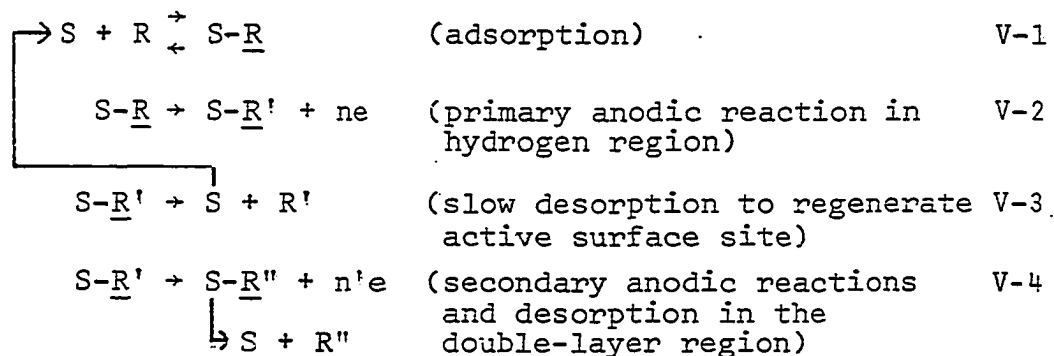 S + R ⇄ S-R (adsorption) V-1
S-R → S-R' + ne (primary anodic reaction in V-2
hydrogen region)
S-R' → S + R' (slow desorption to regenerate V-3
active surface site)
S-R' → S-R" + n'e (secondary anodic reactions V-4
and desorption in the
↳ S + R" double-layer region)